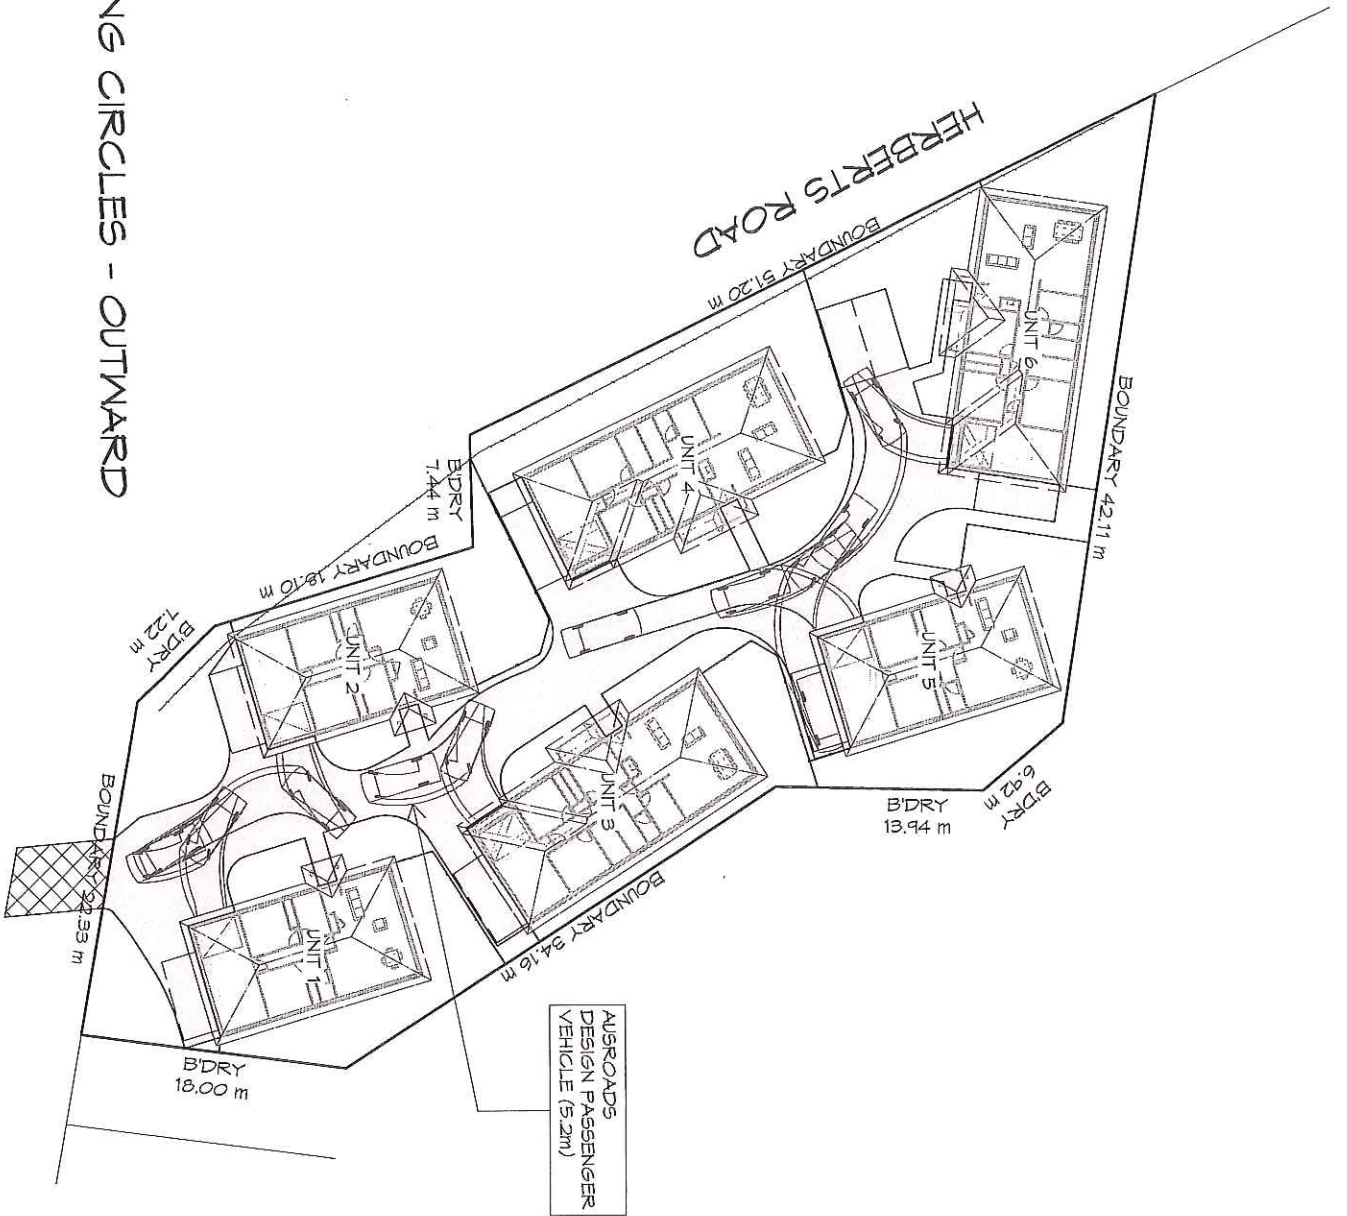 NG CIRCLES - OUTWARD
HERBERTS ROAD
BOUNDARY 51.20 m
UNIT 6
BOUNDARY 42.11 m
UNIT 4
B'DRY
7.44 m
BOUNDARY 18.10 m
B'DRY
7.22 m
UNIT 2
UNIT 5
B'DRY
6.92 m
B'DRY
13.94 m
UNIT 3
BOUNDARY 34.16 m
BOUNDARY 22.33 m
UNIT 1
B'DRY
18.00 m
AUSROADS
DESIGN PASSENGER
VEHICLE (5.2m)